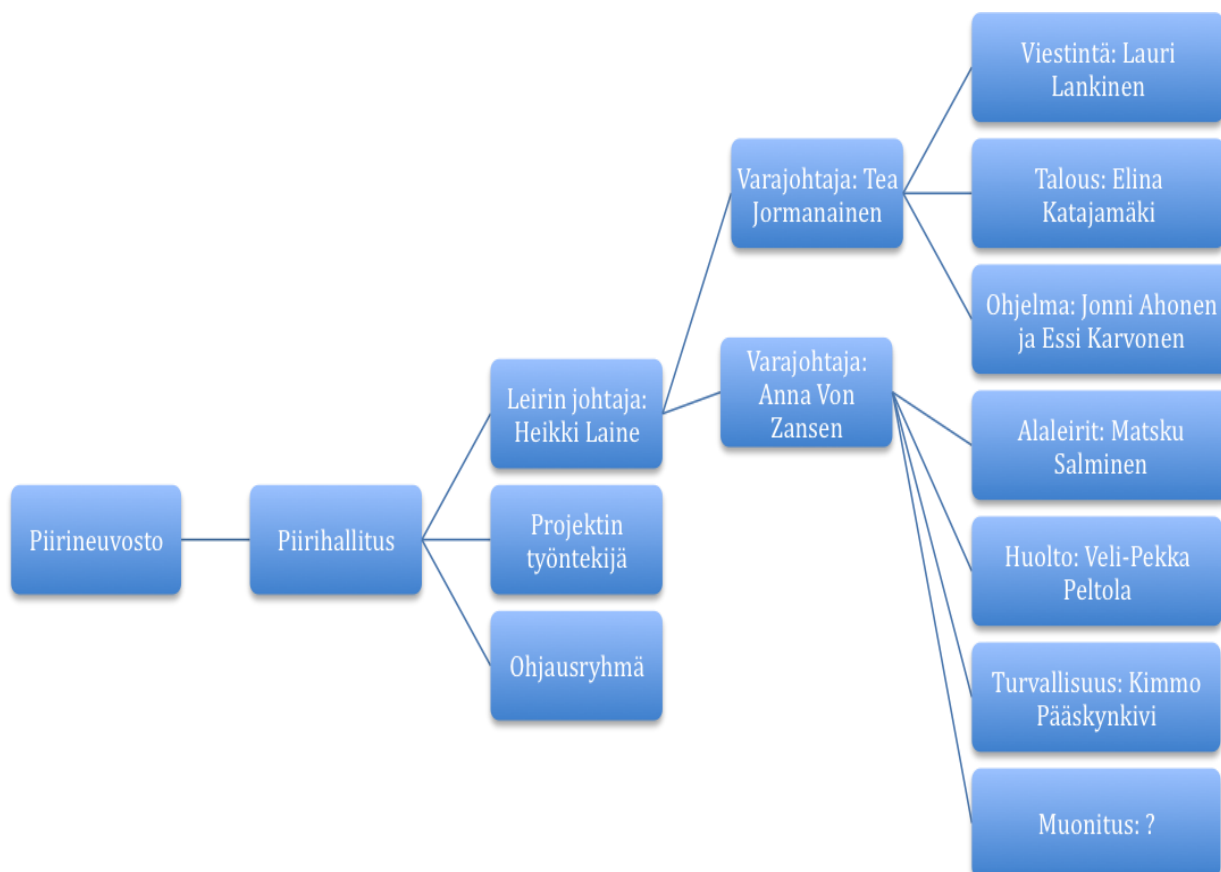 Piirineuvosto
Piirihallitus
Leirin johtaja:
Heikki Laine
Projektin
työntekijä
Ohjausryhmä
Varajohtaja: Tea
Jormanainen
Varajohtaja:
Anna Von
Zansen
Viestintä: Lauri
Lankinen
Talous: Elina
Katajamäki
Ohjelma: Jonni Ahonen
ja Essi Karvonen
Alaleirit: Matsku
Salminen
Huolto: Veli-Pekka
Peltola
Turvallisuus: Kimmo
Pääskynkivi
Muonitus: ?